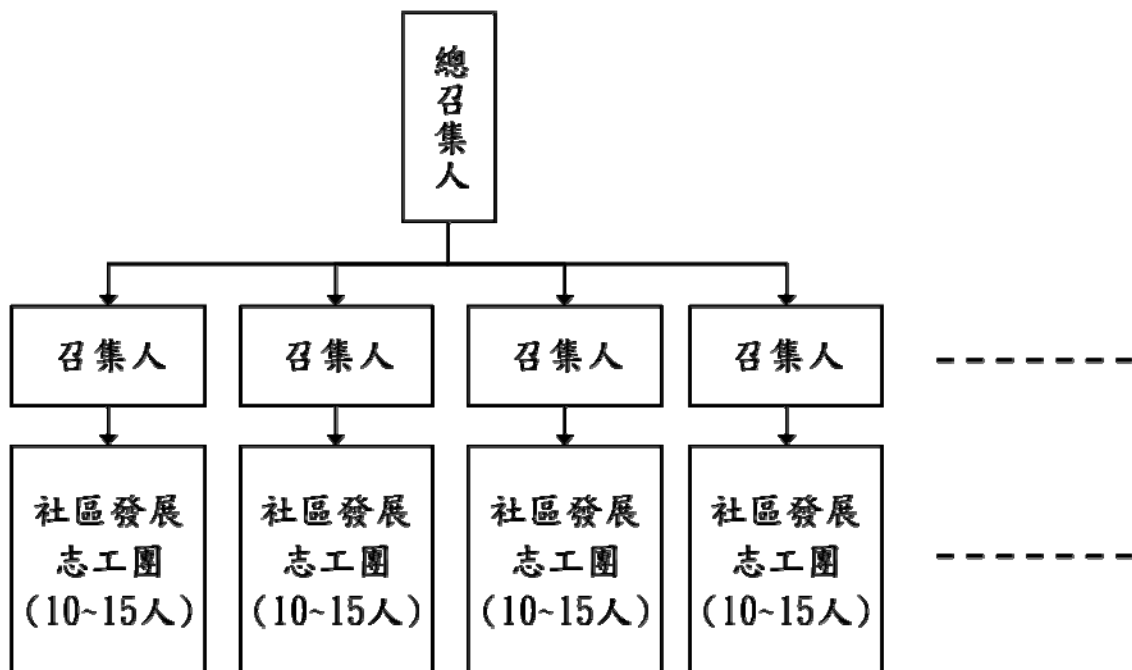 總召集人
召集人
召集人
召集人
召集人
社區發展
志工團
(10~15人)
社區發展
志工團
(10~15人)
社區發展
志工團
(10~15人)
社區發展
志工團
(10~15人)